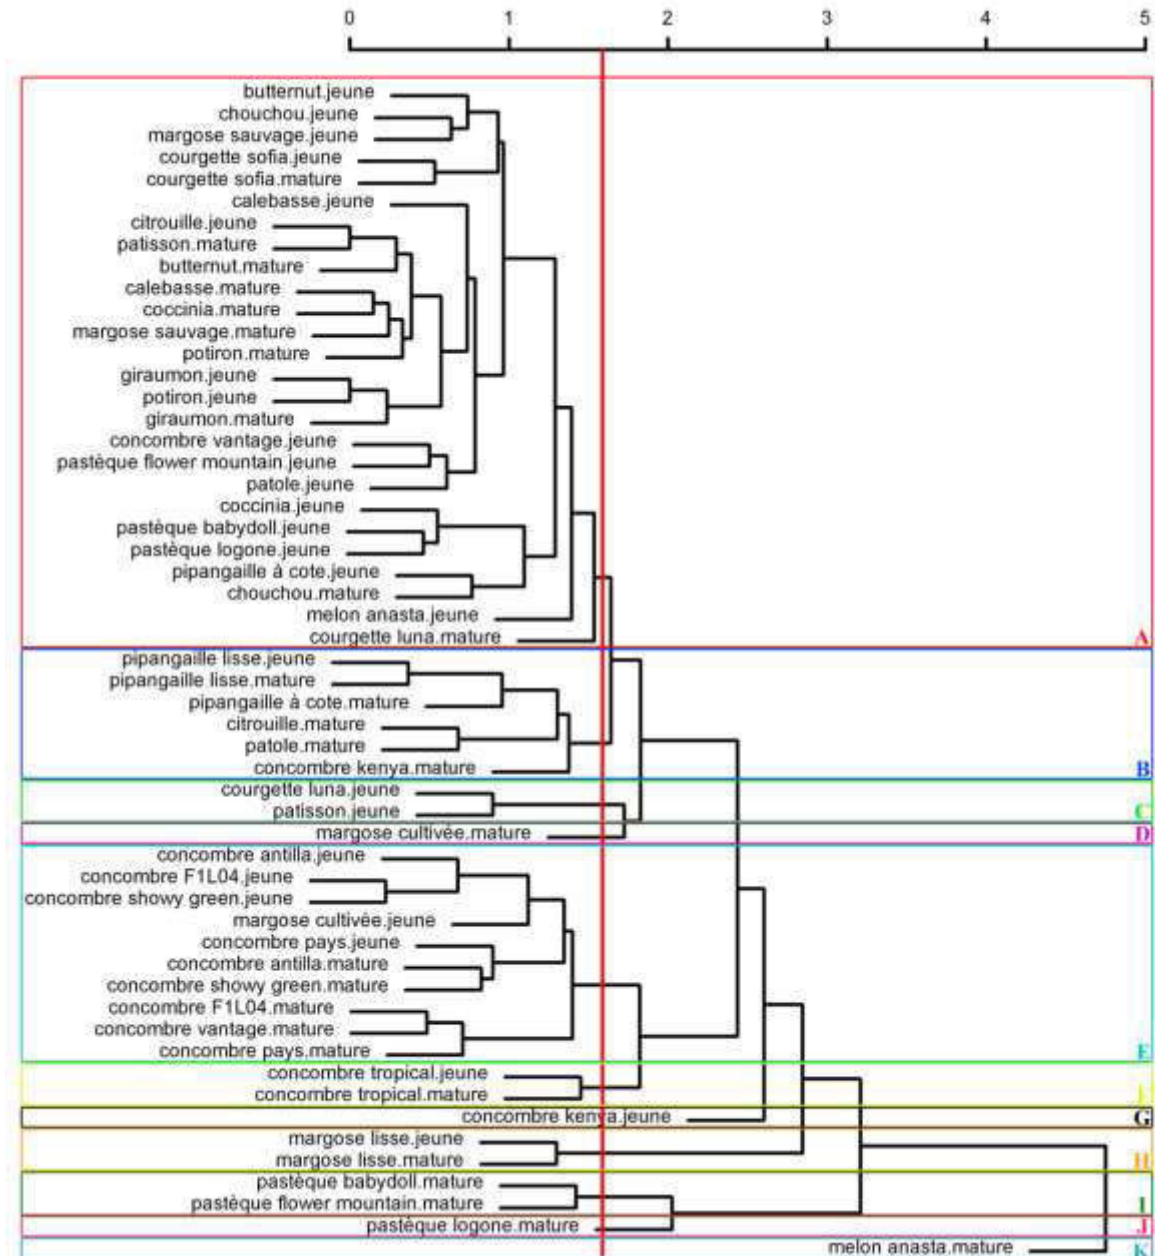 0 1 2 3 4 5
butternut.jeune
chouchou.jeune
margose sauvage.jeune
courgette sofia.jeune
courgette sofia.mature
calebasse.jeune
citrouille.jeune
patisson.mature
butternut.mature
calebasse.mature
coccinia.mature
margose sauvage.mature
potiron.mature
giraumon.jeune
potiron.jeune
giraumon.mature
concombre vantage.jeune
pastèque flower mountain.jeune
patole.jeune
coccinia.jeune
pastèque babydoll.jeune
pastèque logone.jeune
pipangaille à cote.jeune
chouchou.mature
melon anasta.jeune
courgette luna.mature A
pipangaille lisse.jeune
pipangaille lisse.mature
pipangaille à cote.mature
citrouille.mature
patole.mature
concombre kenya.mature B
courgette luna.jeune
patisson.jeune C
margose cultivée.mature D
concombre antilla.jeune
concombre F1L04.jeune
concombre showy green.jeune
margose cultivée.jeune
concombre pays.jeune
concombre antilla.mature
concombre showy green.mature
concombre F1L04.mature
concombre vantage.mature
concombre pays.mature E
concombre tropical.jeune
concombre tropical.mature F
concombre kenya.jeune G
margose lisse.jeune
margose lisse.mature H
pastèque babydoll.mature
pastèque flower mountain.mature I
pastèque logone.mature J
melon anasta.mature K